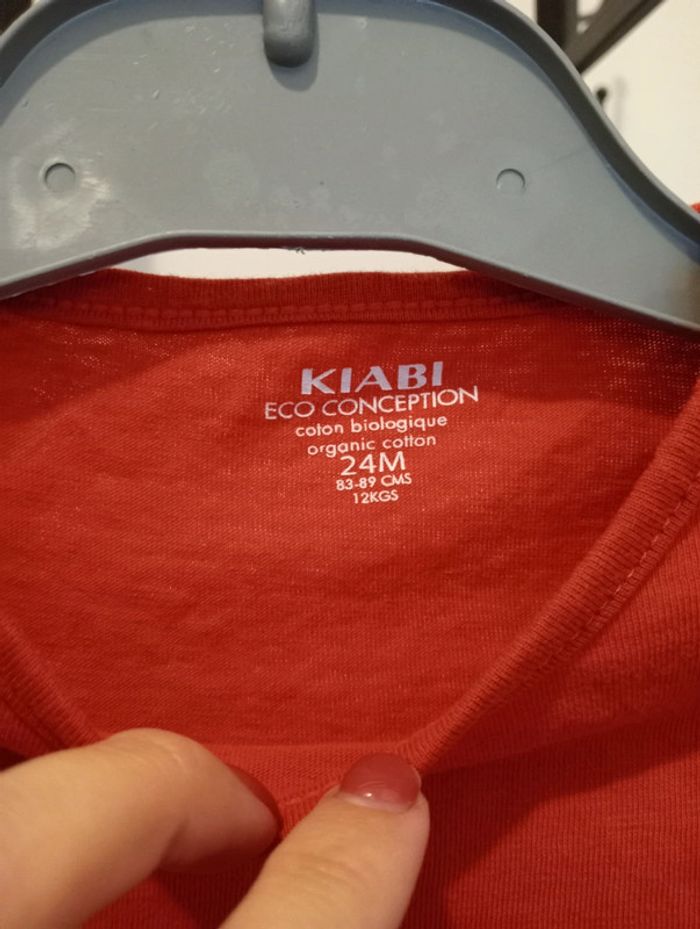 KIABI
ECO CONCEPTION
coton biologique
organic cotton
24M
83-89 CMS
12KGS